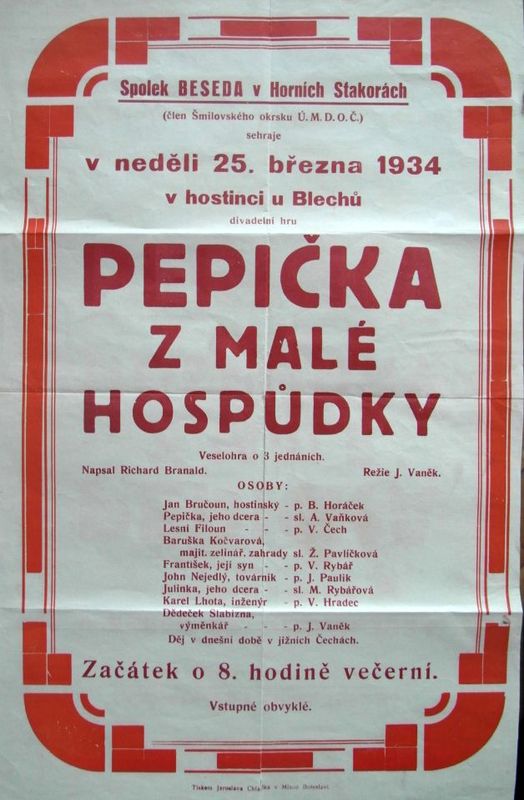 Spolek BESEDA v Horních Stakorách
(člen Šmilovského okrsku Ú. M. D. O. Č.)
sehraje
v neděli 25. března 1934
v hostinci u Blechů
divadelní hru
PEPIČKA
Z MALÉ
HOSPŮDKY
Veselohra o 3 jednáních.
Napsal Richard Branald. Režie J. Vaněk.
OSOBY:
Jan Bručoun, hostinský - p. B. Horáček
Pepička, jeho dcera - - sl. A. Vaňková
Lesní Filoun - - - p. V. Čech
Baruška Kočvarová,
majit. zelinář. zahrady sl. Ž. Pavlíčková
František, její syn - - p. V. Rybář
John Nejedlý, továrník - p. J. Paulik
Julinka, jeho dcera - - sl. M. Rybářová
Karel Lhota, inženýr - p. V. Hradec
Dědeček Slabizna,
výměnkář - - - p. J. Vaněk
Děj v dnešní době v jižních Čechách.
Začátek o 8. hodině večerní.
Vstupné obvyklé.
Tiskem Jaroslava v Mladé Boleslavi.